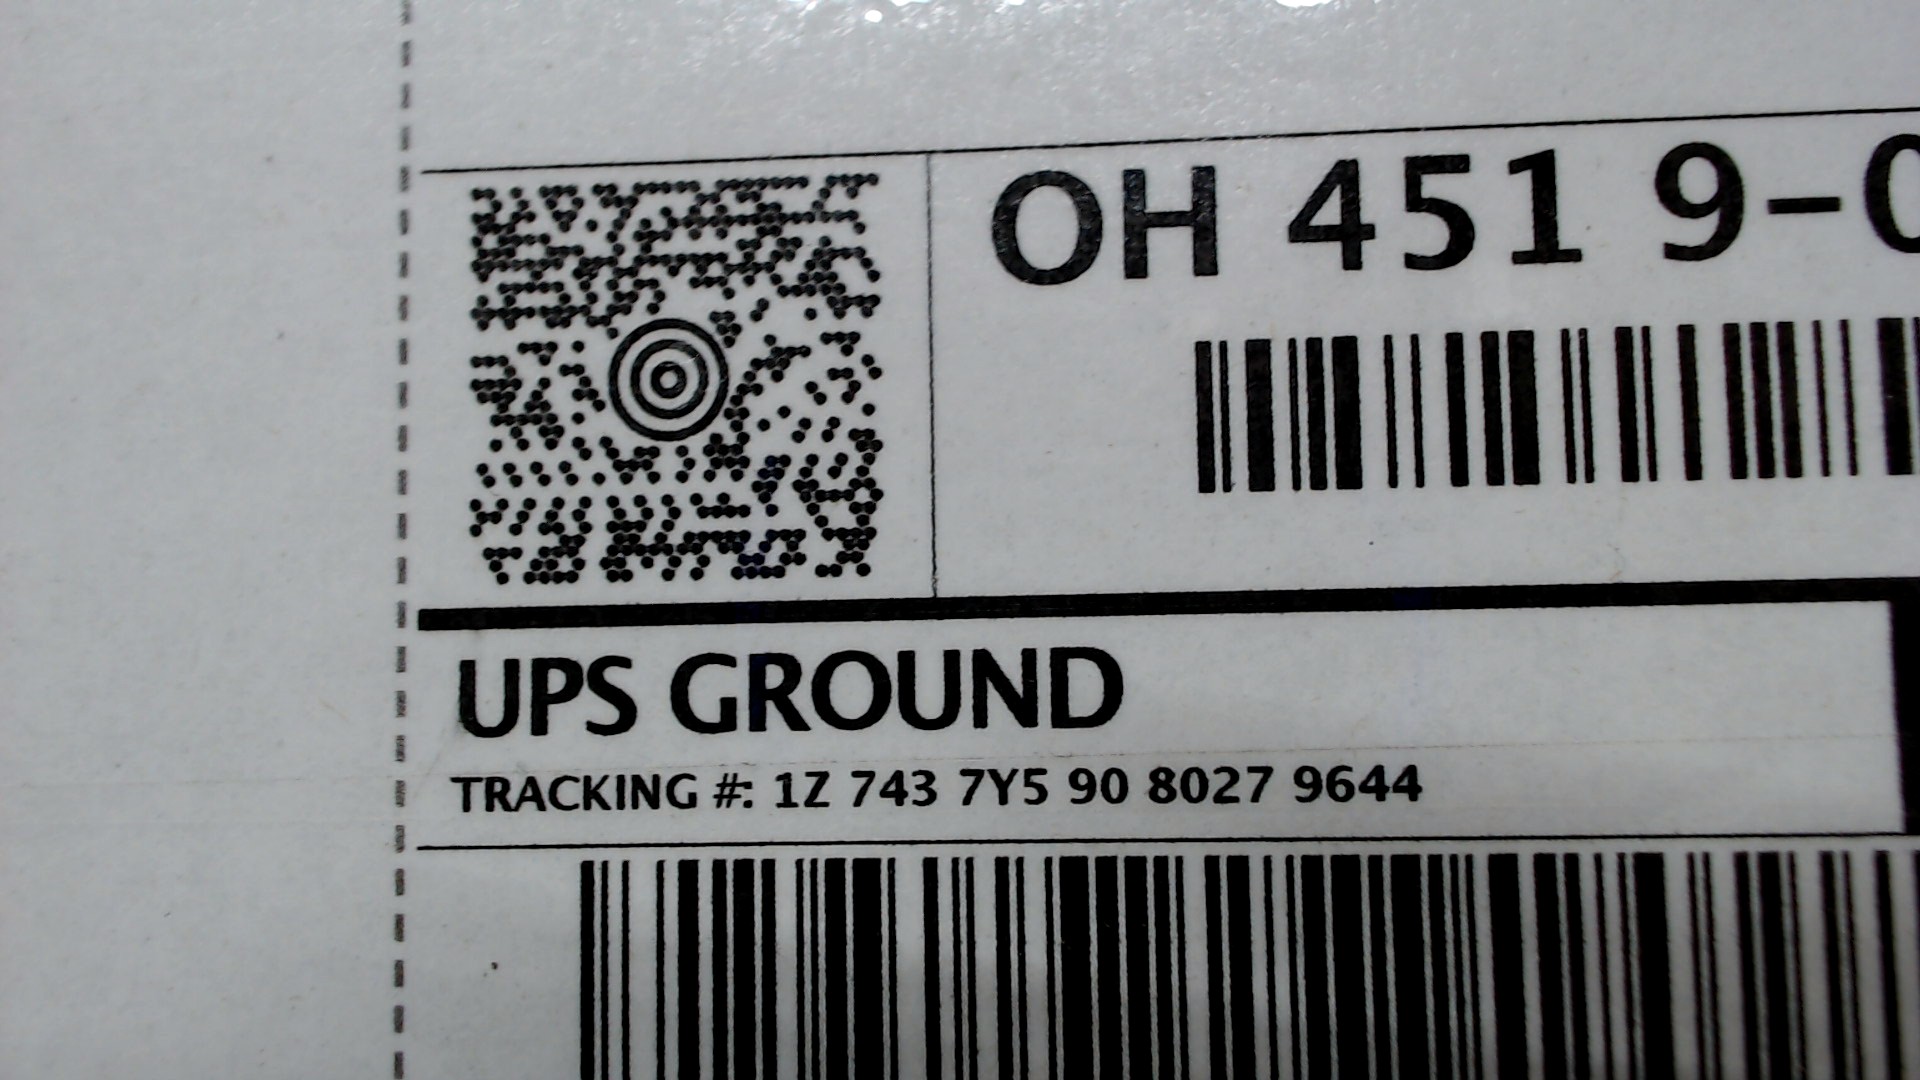 OH 451 9-0
UPS GROUND
TRACKING #: 1Z 743 7Y5 90 8027 9644